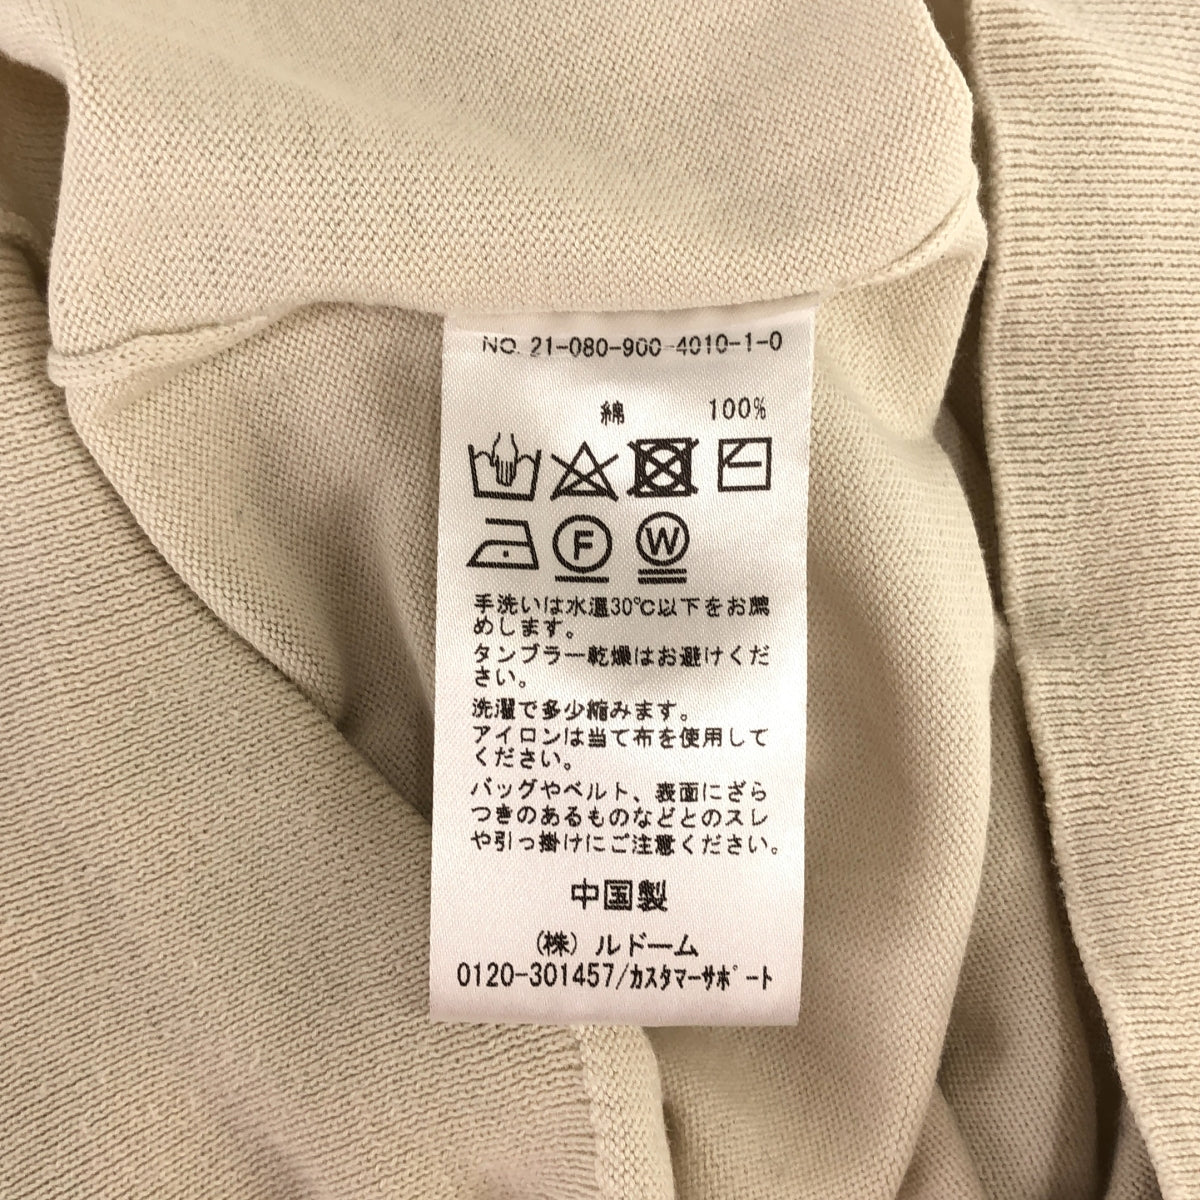 NO. 21-080-900-4010-1-0
綿 100%
F W
手洗いは水温30℃以下をお薦
めします。
タンブラー乾燥はお避けくだ
さい。
洗濯で多少縮みます。
アイロンは当て布を使用して
ください。
バッグやベルト、表面にざら
つきのあるものなどとのスレ
や引っ掛けにご注意ください。
中国製
(株) ルドーム
0120-301457/カスタマーサポート